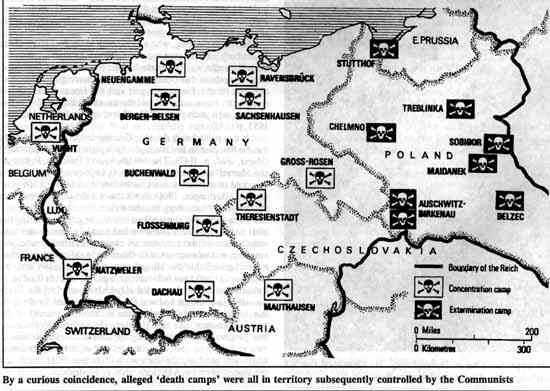 STUTTHOF
E. PRUSSIA
NEUENGAMME
RAVENSBRÜCK
BERGEN-BELSEN
SACHSENHAUSEN
TREBLINKA
NETHERLANDS
CHELMNO
VUGHT
GERMANY
SOBIBOR
POLAND
MAIDANEK
BELGIUM
BUCHENWALD
GROSS-ROSEN
LUX
THERESIENSTADT
AUSCHWITZ-
BIRKENAU
BELZEC
FLOSSENBURG
CZECHOSLOVAKIA
FRANCE
NATZWEILER
DACHAU
MAUTHAUSEN
SWITZERLAND
AUSTRIA
Boundary of the Reich
Concentration camp
Extermination camp
0 Miles 200
0 Kilometres 300
By a curious coincidence, alleged 'death camps' were all in territory subsequently controlled by the Communists